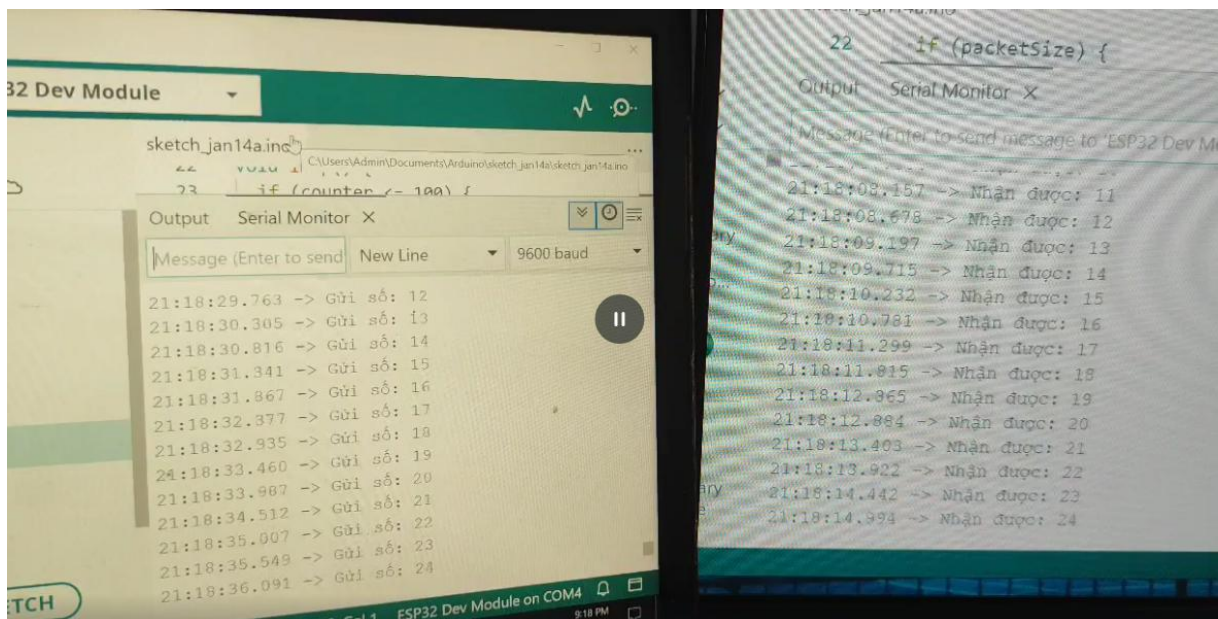 32 Dev Module
sketch_jan14a.ino
C:\Users\Admin\Documents\Arduino\sketch_jan14a\sketch_jan14a.ino
22 void
23 if (counter <= 100) {
Output Serial Monitor ×
Message (Enter to send New Line 9600 baud
21:18:29.763 -> Gửi số: 12
21:18:30.305 -> Gửi số: 13
21:18:30.816 -> Gửi số: 14
21:18:31.341 -> Gửi số: 15
21:18:31.867 -> Gửi số: 16
21:18:32.377 -> Gửi số: 17
21:18:32.935 -> Gửi số: 18
21:18:33.460 -> Gửi số: 19
21:18:33.987 -> Gửi số: 20
21:18:34.512 -> Gửi số: 21
21:18:35.007 -> Gửi số: 22
21:18:35.549 -> Gửi số: 23
21:18:36.091 -> Gửi số: 24
ETCH
ESP32 Dev Module on COM4
9:18 PM
22 if (packetSize) {
Output Serial Monitor ×
Message (Enter to send message to 'ESP32 Dev Mo
21:18:08.157 -> Nhận được: 11
21:18:08.678 -> Nhận được: 12
21:18:09.197 -> Nhận được: 13
21:18:09.715 -> Nhận được: 14
21:18:10.232 -> Nhận được: 15
21:18:10.781 -> Nhận được: 16
21:18:11.299 -> Nhận được: 17
21:18:11.815 -> Nhận được: 18
21:18:12.365 -> Nhận được: 19
21:18:12.884 -> Nhận được: 20
21:18:13.403 -> Nhận được: 21
21:18:13.922 -> Nhận được: 22
21:18:14.442 -> Nhận được: 23
21:18:14.994 -> Nhận được: 24